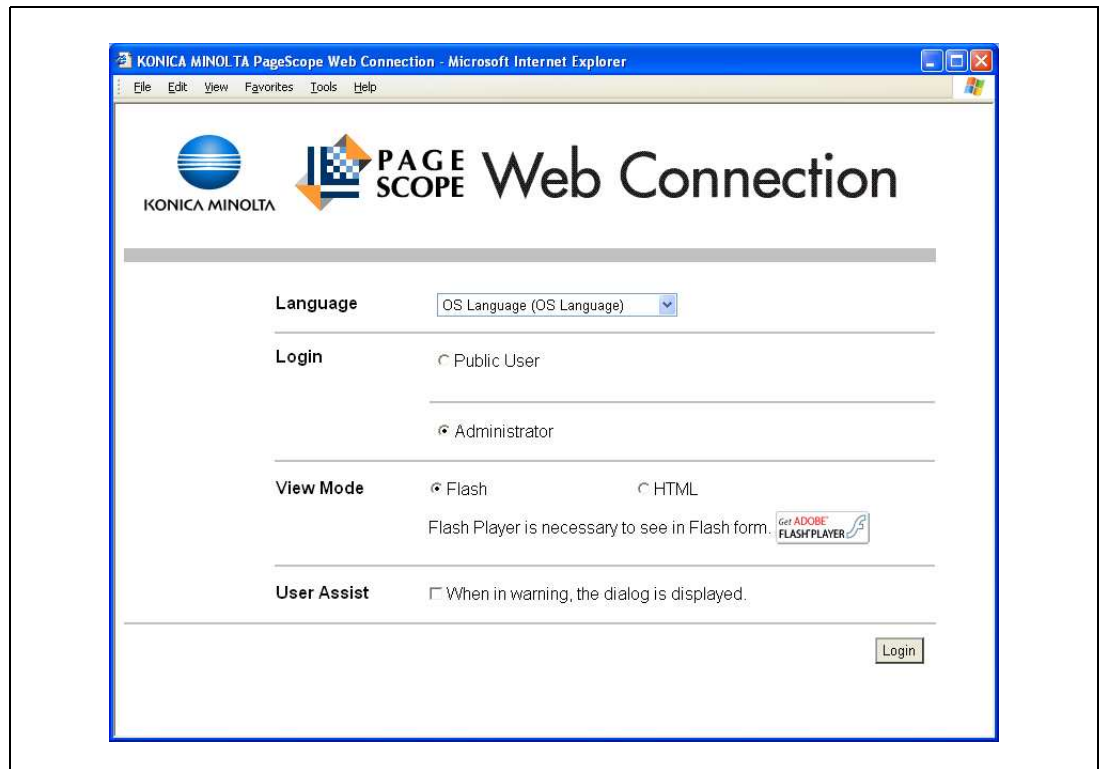 KONICA MINOLTA PageScope Web Connection - Microsoft Internet Explorer
File Edit View Favorites Tools Help
KONICA MINOLTA
PAGE SCOPE Web Connection
Language OS Language (OS Language)
Login Public User
Administrator
View Mode Flash HTML
Flash Player is necessary to see in Flash form. Get ADOBE FLASH PLAYER
User Assist When in warning, the dialog is displayed.
Login